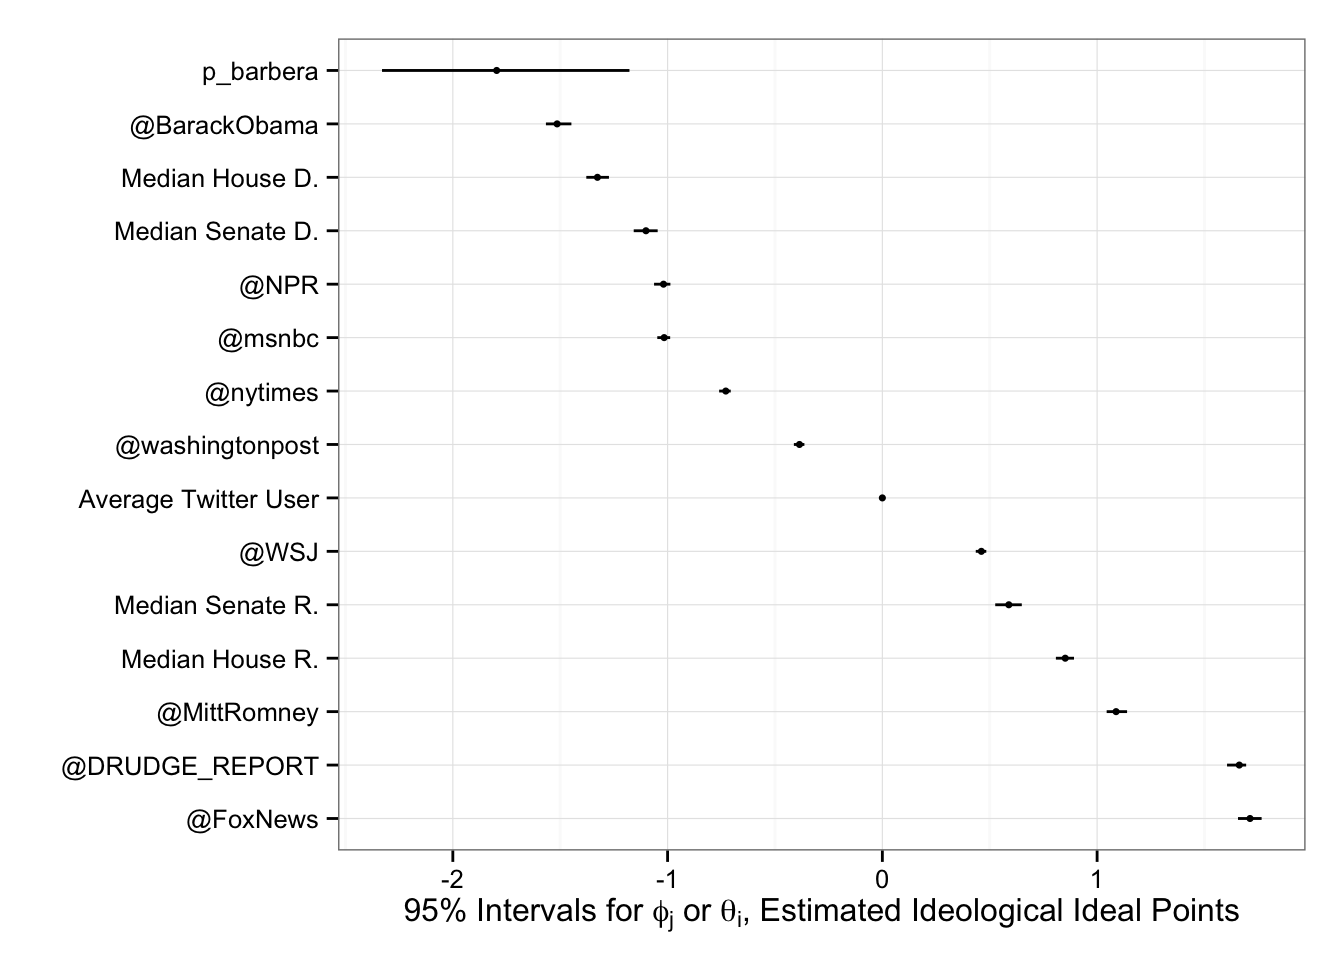 p_barbera
@BarackObama
Median House D.
Median Senate D.
@NPR
@msnbc
@nytimes
@washingtonpost
Average Twitter User
@WSJ
Median Senate R.
Median House R.
@MittRomney
@DRUDGE_REPORT
@FoxNews
-2 -1 0 1
95% Intervals for ϕj or θi, Estimated Ideological Ideal Points